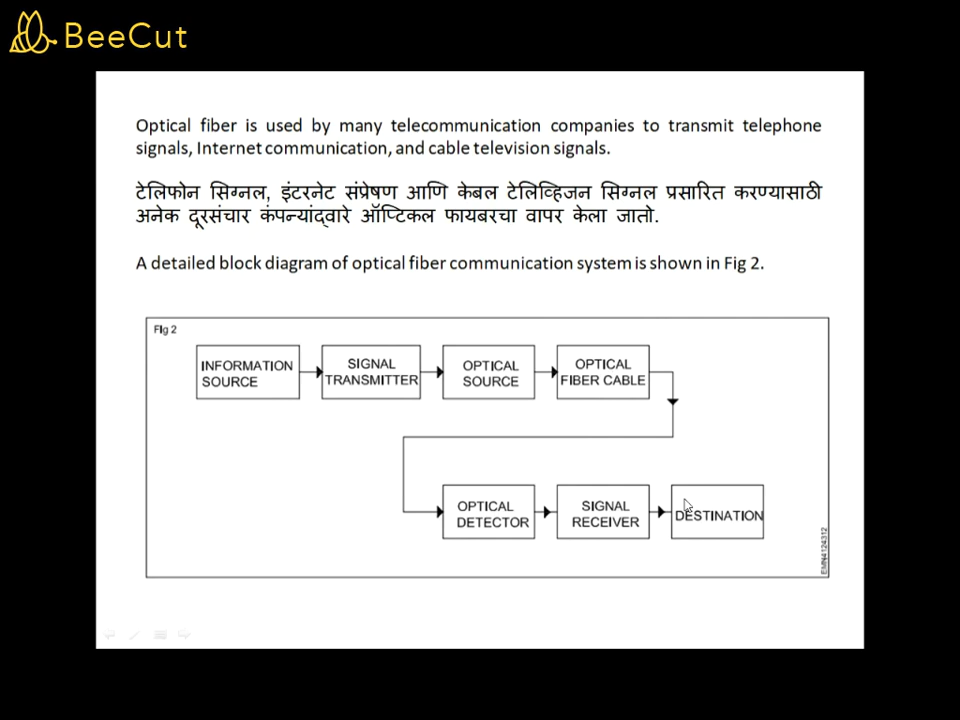 BeeCut
Optical fiber is used by many telecommunication companies to transmit telephone
signals, Internet communication, and cable television signals.
टेलिफोन सिग्नल, इंटरनेट संप्रेषण आणि केबल टेलिव्हिजन सिग्नल प्रसारित करण्यासाठी
अनेक दूरसंचार कंपन्यांद्वारे ऑप्टिकल फायबरचा वापर केला जातो.
A detailed block diagram of optical fiber communication system is shown in Fig 2.
Fig 2
INFORMATION
SOURCE
SIGNAL
TRANSMITTER
OPTICAL
SOURCE
OPTICAL
FIBER CABLE
OPTICAL
DETECTOR
SIGNAL
RECEIVER
DESTINATION
EMN4124312